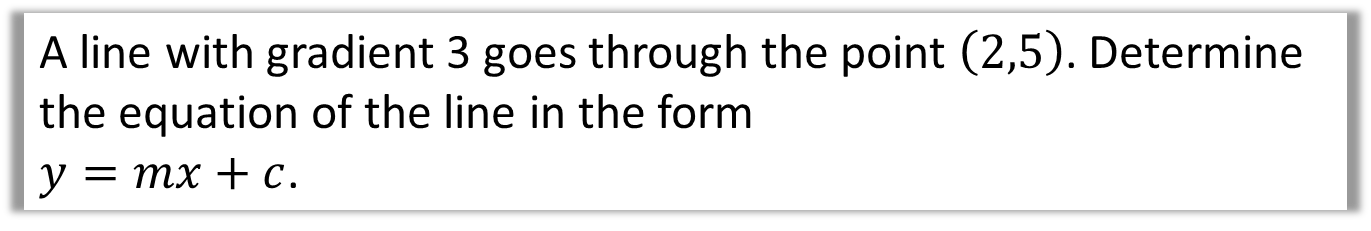 A line with gradient 3 goes through the point (2,5). Determine
the equation of the line in the form
𝑦 = 𝑚𝑥 + 𝑐.